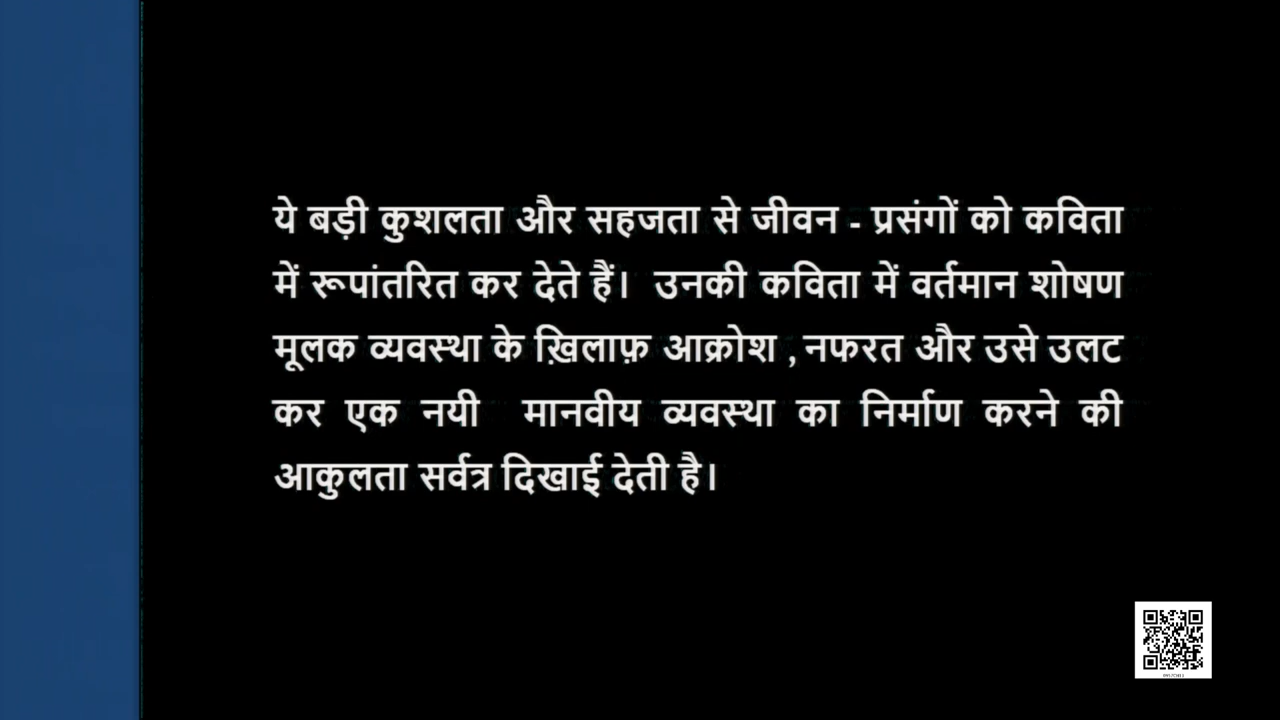 ये बड़ी कुशलता और सहजता से जीवन - प्रसंगों को कविता
में रूपांतरित कर देते हैं। उनकी कविता में वर्तमान शोषण
मूलक व्यवस्था के ख़िलाफ़ आक्रोश , नफरत और उसे उलट
कर एक नयी मानवीय व्यवस्था का निर्माण करने की
आकुलता सर्वत्र दिखाई देती है।